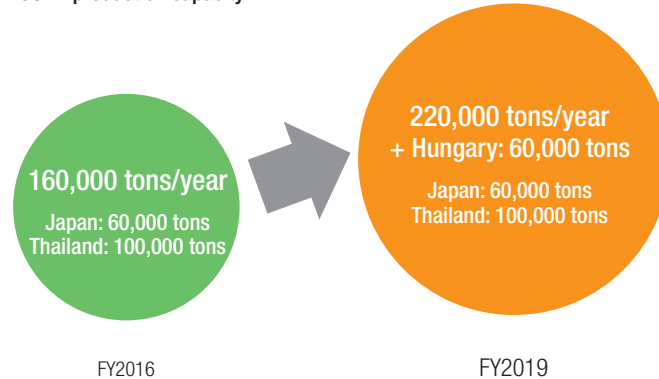 160,000 tons/year
Japan: 60,000 tons
Thailand: 100,000 tons
220,000 tons/year
+ Hungary: 60,000 tons
Japan: 60,000 tons
Thailand: 100,000 tons
FY2016
FY2019